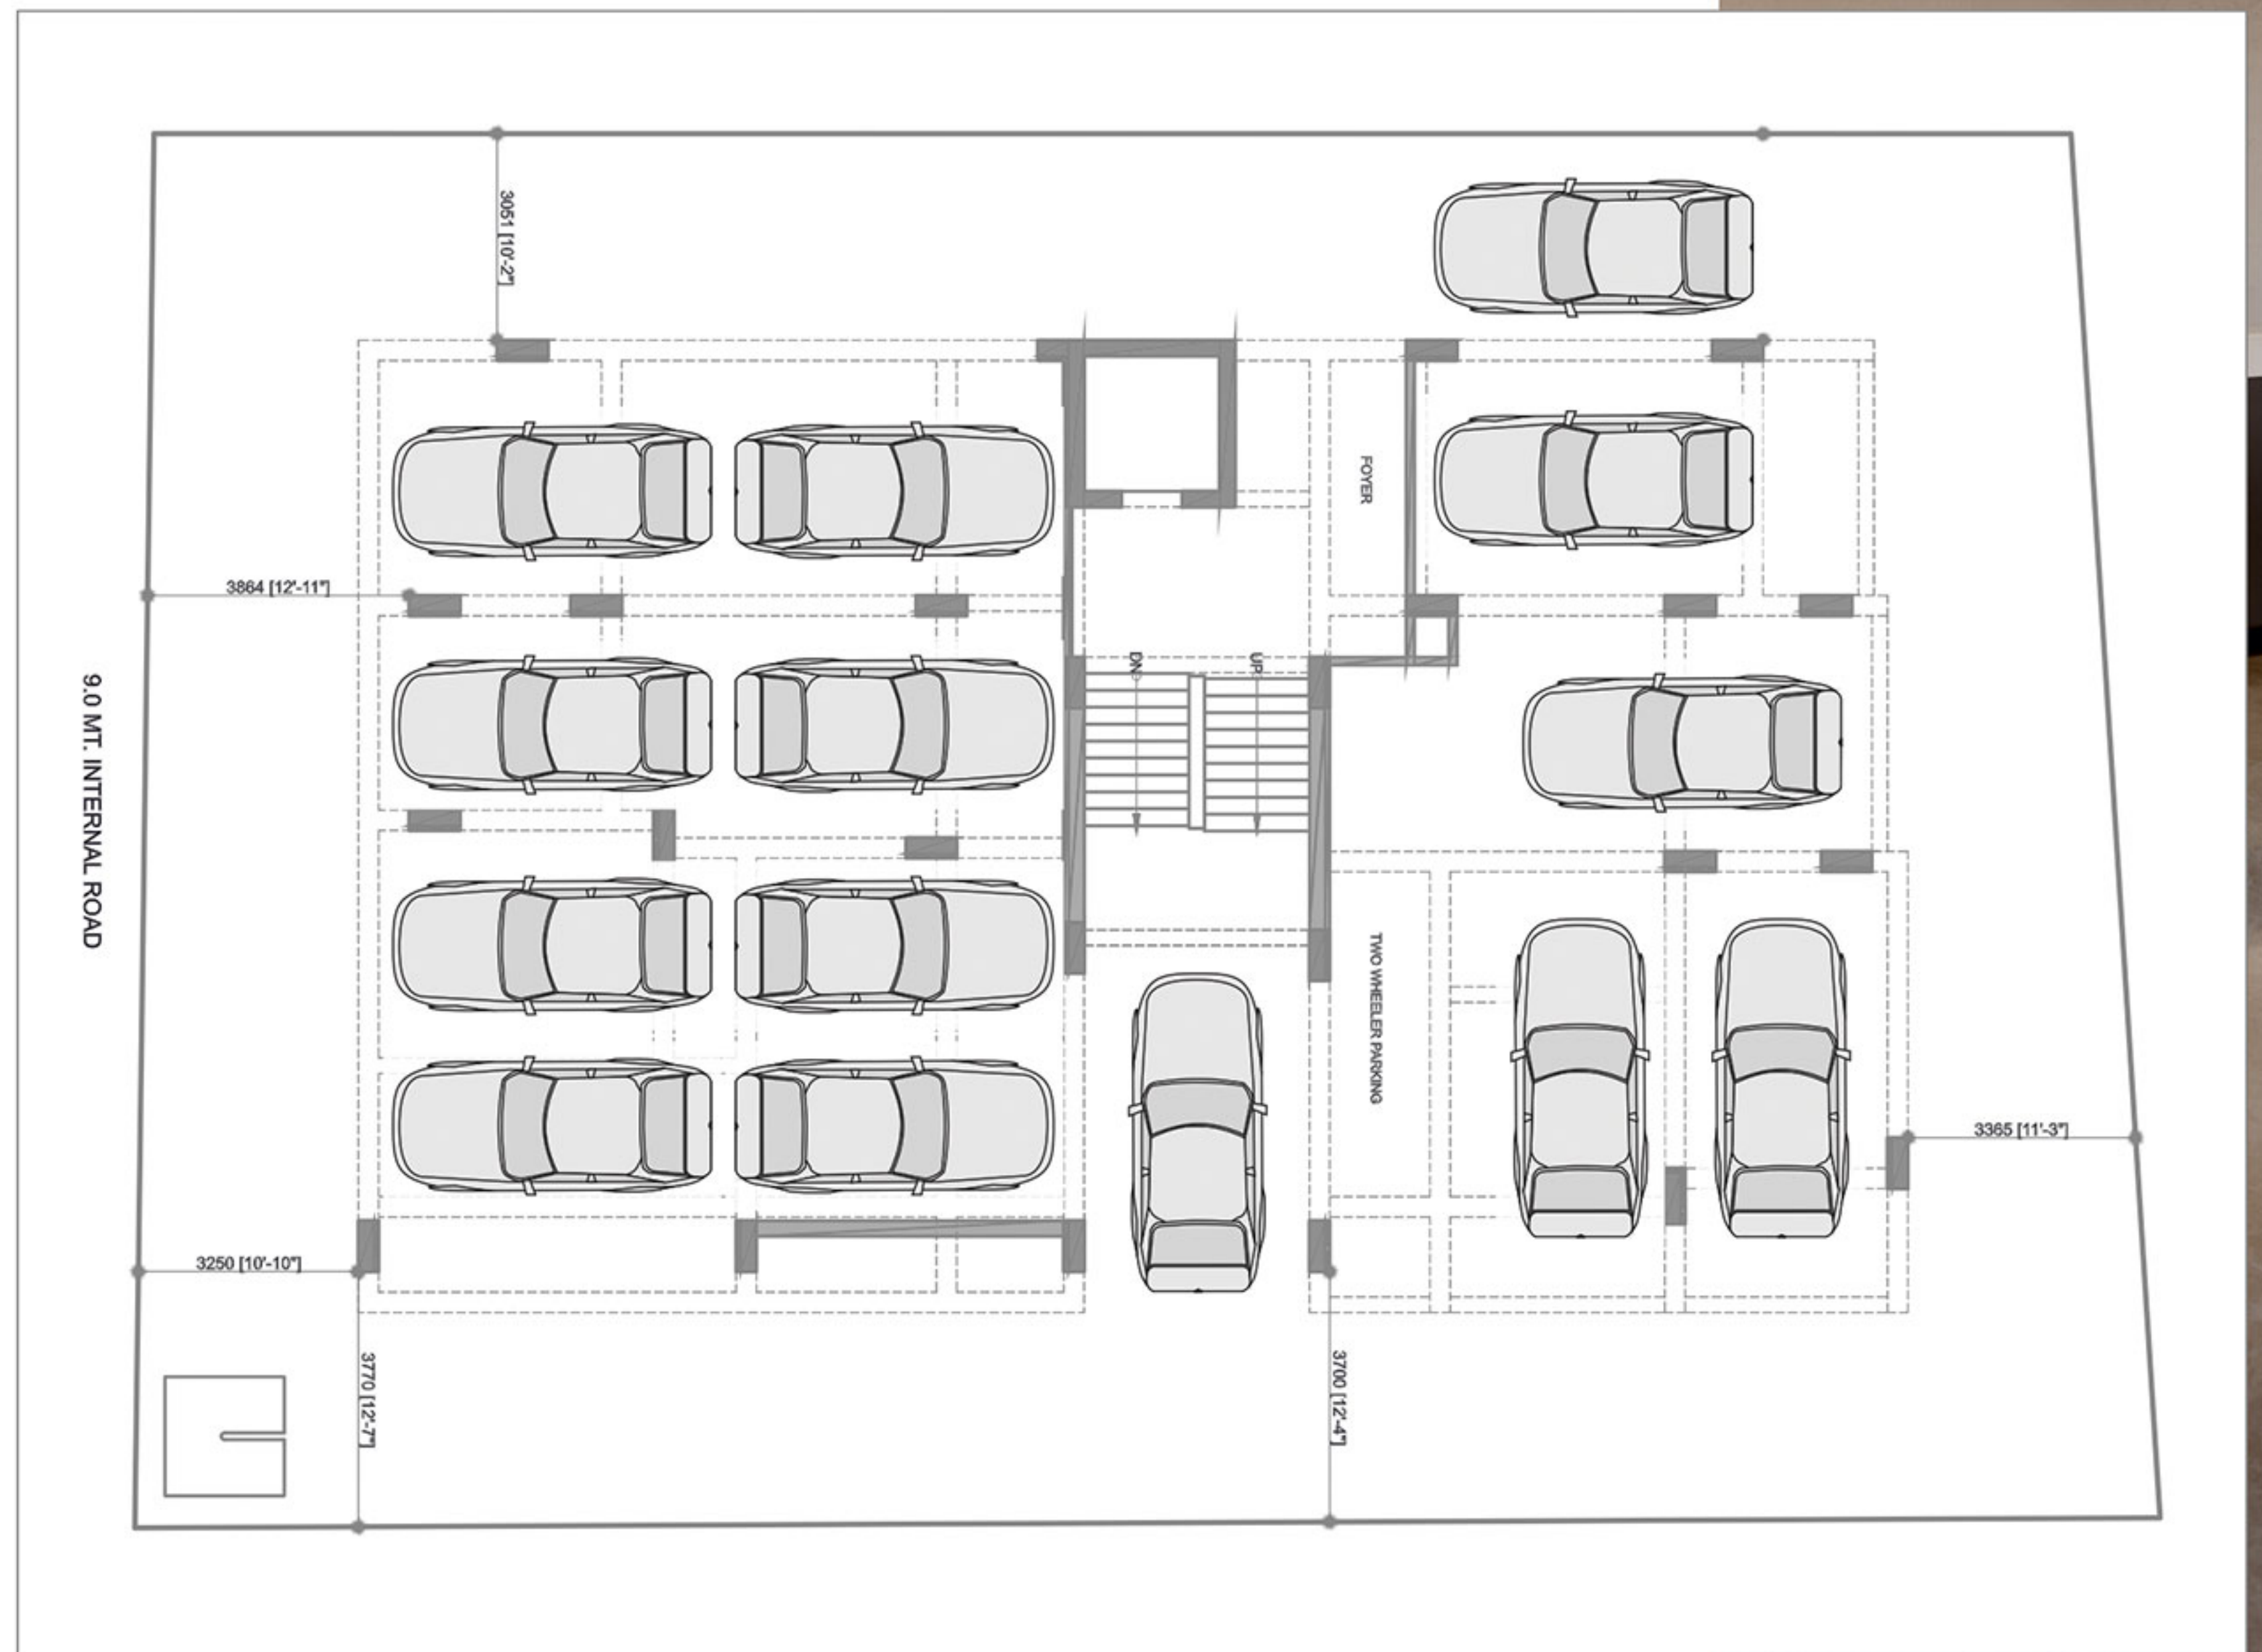 3051 [10'-2"]
FOYER
3864 [12'-11"]
DN
UP
9.0 MT. INTERNAL ROAD
TWO WHEELER PARKING
3365 [11'-3"]
3250 [10'-10"]
3770 [12'-7"]
3700 [12'-4"]